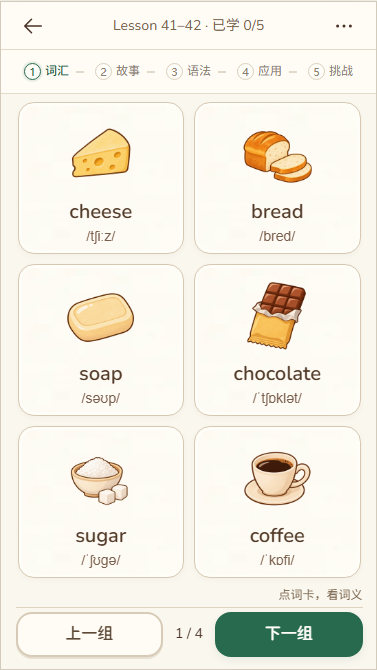 Lesson 41–42 · 已学 0/5
1 词汇 – 2 故事 – 3 语法 – 4 应用 – 5 挑战
cheese bread
/tʃiːz/ /bred/
soap chocolate
/səʊp/ /ˈtʃɒklət/
sugar coffee
/ˈʃʊgə/ /ˈkɒfi/
点词卡，看词义
上一组 1 / 4 下一组